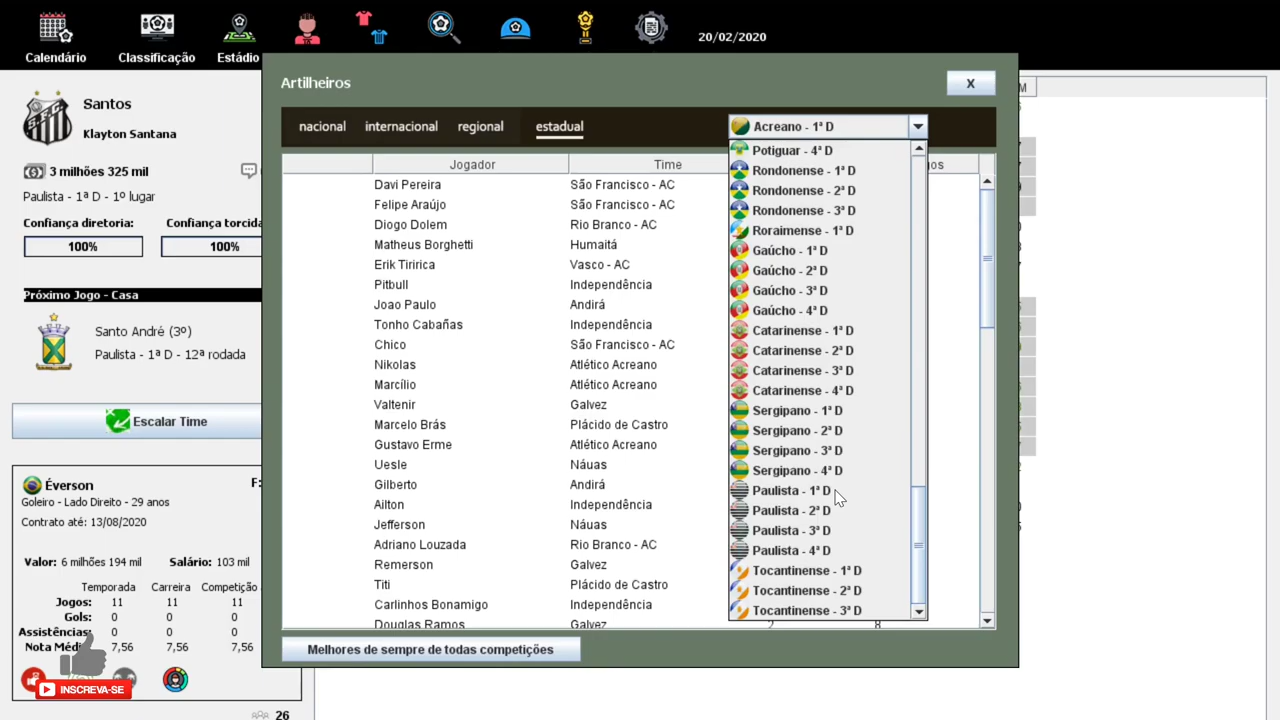 20/02/2020
Calendário
Classificação
Estádio
Santos
Klayton Santana
3 milhões 325 mil
Paulista - 1ª D - 1º lugar
Confiança diretoria:
Confiança torcida
100%
100%
Próximo Jogo - Casa
Santo André (3º)
Paulista - 1ª D - 12ª rodada
Escalar Time
Éverson
F:
Goleiro - Lado Direito - 29 anos
Contrato até: 13/08/2020
Valor: 6 milhões 194 mil
Salário: 103 mil
Temporada Carreira Competição
Jogos: 11 11 11
Gols: 0 0 0
Assistências: 0 0 0
Nota Méd 7,56 7,56 7,56
INSCREVA-SE
26
Artilheiros
X
nacional
internacional
regional
estadual
Acreano - 1ª D
M
Jogador
Time
os
Davi Pereira São Francisco - AC
Felipe Araújo São Francisco - AC
Diogo Dolem Rio Branco - AC
Matheus Borghetti Humaitá
Erik Tiririca Vasco - AC
Pitbull Independência
Joao Paulo Andirá
Tonho Cabañas Independência
Chico São Francisco - AC
Nikolas Atlético Acreano
Marcílio Atlético Acreano
Valtenir Galvez
Marcelo Brás Plácido de Castro
Gustavo Erme Atlético Acreano
Uesle Náuas
Gilberto Andirá
Ailton Independência
Jefferson Náuas
Adriano Louzada Rio Branco - AC
Remerson Galvez
Titi Plácido de Castro
Carlinhos Bonamigo Independência
Douglas Ramos Galvez 2 8
Potiguar - 4ª D
Rondonense - 1ª D
Rondonense - 2ª D
Rondonense - 3ª D
Roraimense - 1ª D
Gaúcho - 1ª D
Gaúcho - 2ª D
Gaúcho - 3ª D
Gaúcho - 4ª D
Catarinense - 1ª D
Catarinense - 2ª D
Catarinense - 3ª D
Catarinense - 4ª D
Sergipano - 1ª D
Sergipano - 2ª D
Sergipano - 3ª D
Sergipano - 4ª D
Paulista - 1ª D
Paulista - 2ª D
Paulista - 3ª D
Paulista - 4ª D
Tocantinense - 1ª D
Tocantinense - 2ª D
Tocantinense - 3ª D
Melhores de sempre de todas competições